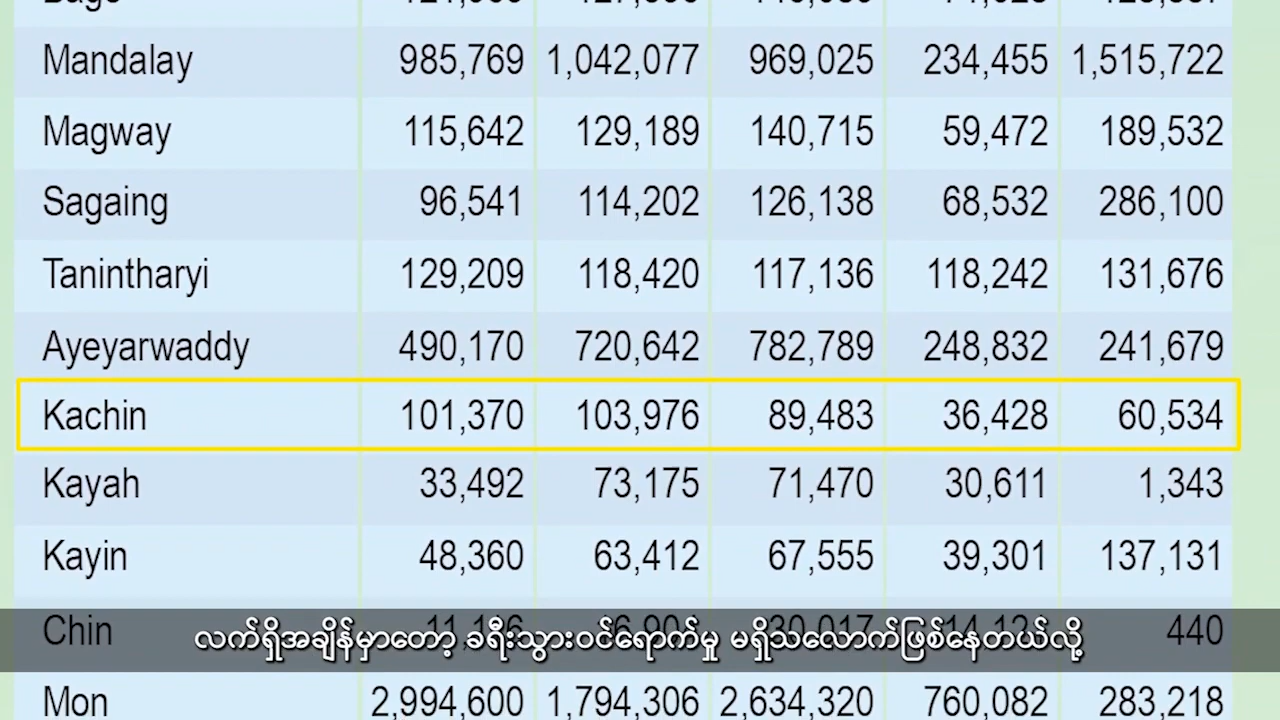 Mandalay 985,769 1,042,077 969,025 234,455 1,515,722
Magway 115,642 129,189 140,715 59,472 189,532
Sagaing 96,541 114,202 126,138 68,532 286,100
Tanintharyi 129,209 118,420 117,136 118,242 131,676
Ayeyarwaddy 490,170 720,642 782,789 248,832 241,679
Kachin 101,370 103,976 89,483 36,428 60,534
Kayah 33,492 73,175 71,470 30,611 1,343
Kayin 48,360 63,412 67,555 39,301 137,131
Chin 440
လက်ရှိအချိန်မှာတော့ ခရီးသွားဝင်ရောက်မှု မရှိသလောက်ဖြစ်နေတယ်လို့
Mon 2,994,600 1,794,306 2,634,320 760,082 283,218